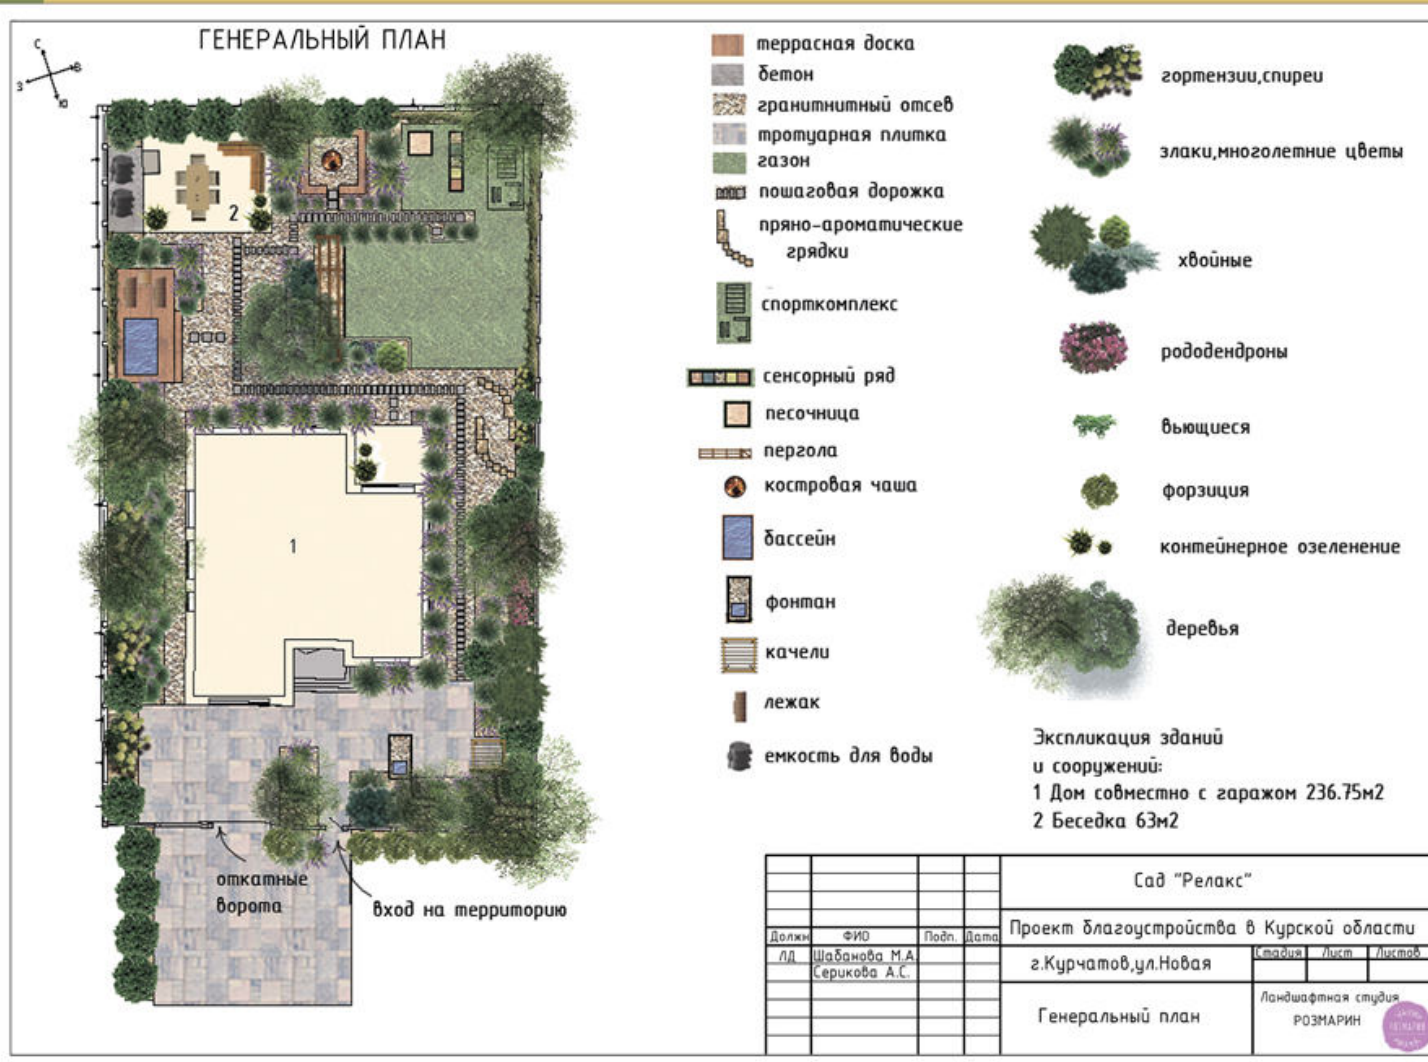 ГЕНЕРАЛЬНЫЙ ПЛАН
С
В
З
Ю
2
1
откатные
ворота
вход на территорию
террасная доска
бетон
гранитнитный отсев
тротуарная плитка
газон
пошаговая дорожка
пряно-ароматические
грядки
спорткомплекс
сенсорный ряд
песочница
пергола
костровая чаша
бассейн
фонтан
качели
лежак
емкость для воды
гортензии,спиреи
злаки,многолетние цветы
хвойные
рододендроны
вьющиеся
форзиция
контейнерное озеленение
деревья
Экспликация зданий
и сооружений:
1 Дом совместно с гаражом 236.75м2
2 Беседка 63м2
Сад "Релакс"
Проект благоустройства в Курской области
Должн ФИО Подп. Дата
ЛД Шабанова М.А.
Серикова А.С.
г.Курчатов,ул.Новая
Стадия Лист Листов
Генеральный план
Ландшафтная студия
РОЗМАРИН